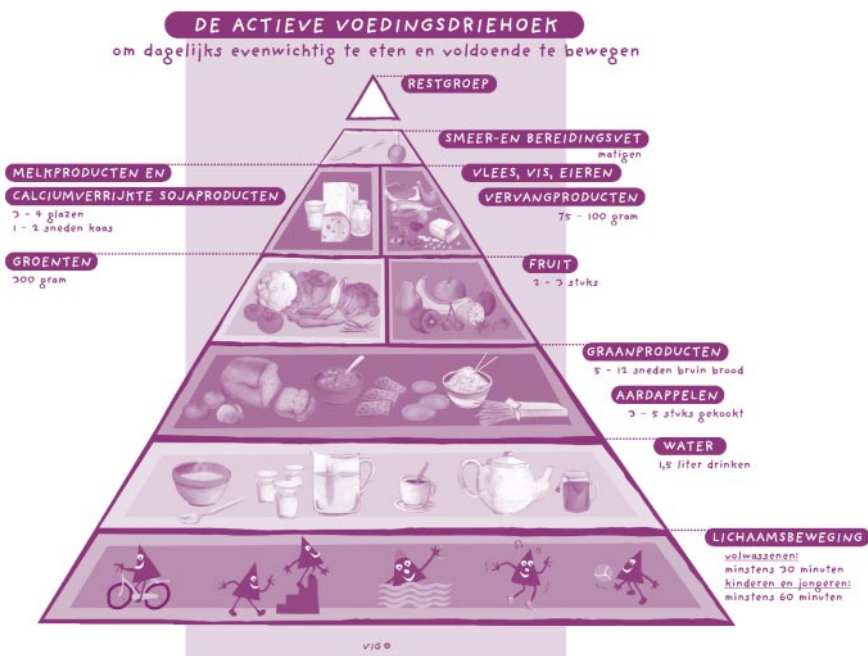 DE ACTIEVE VOEDINGSDRIEHOEK
om dagelijks evenwichtig te eten en voldoende te bewegen
RESTGROEP
SMEER-EN BEREIDINGSVET
matigen
MELKPRODUCTEN EN
CALCIUMVERRIJKTE SOJAPRODUCTEN
3 - 4 glazen
1 - 2 sneden kaas
VLEES, VIS, EIEREN
VERVANGPRODUCTEN
75 - 100 gram
GROENTEN
300 gram
FRUIT
2 - 3 stuks
GRAANPRODUCTEN
5 - 12 sneden bruin brood
AARDAPPELEN
3 - 5 stuks gekookt
WATER
1,5 liter drinken
LICHAAMSBEWEGING
volwassenen:
minstens 30 minuten
kinderen en jongeren:
minstens 60 minuten
VIG©